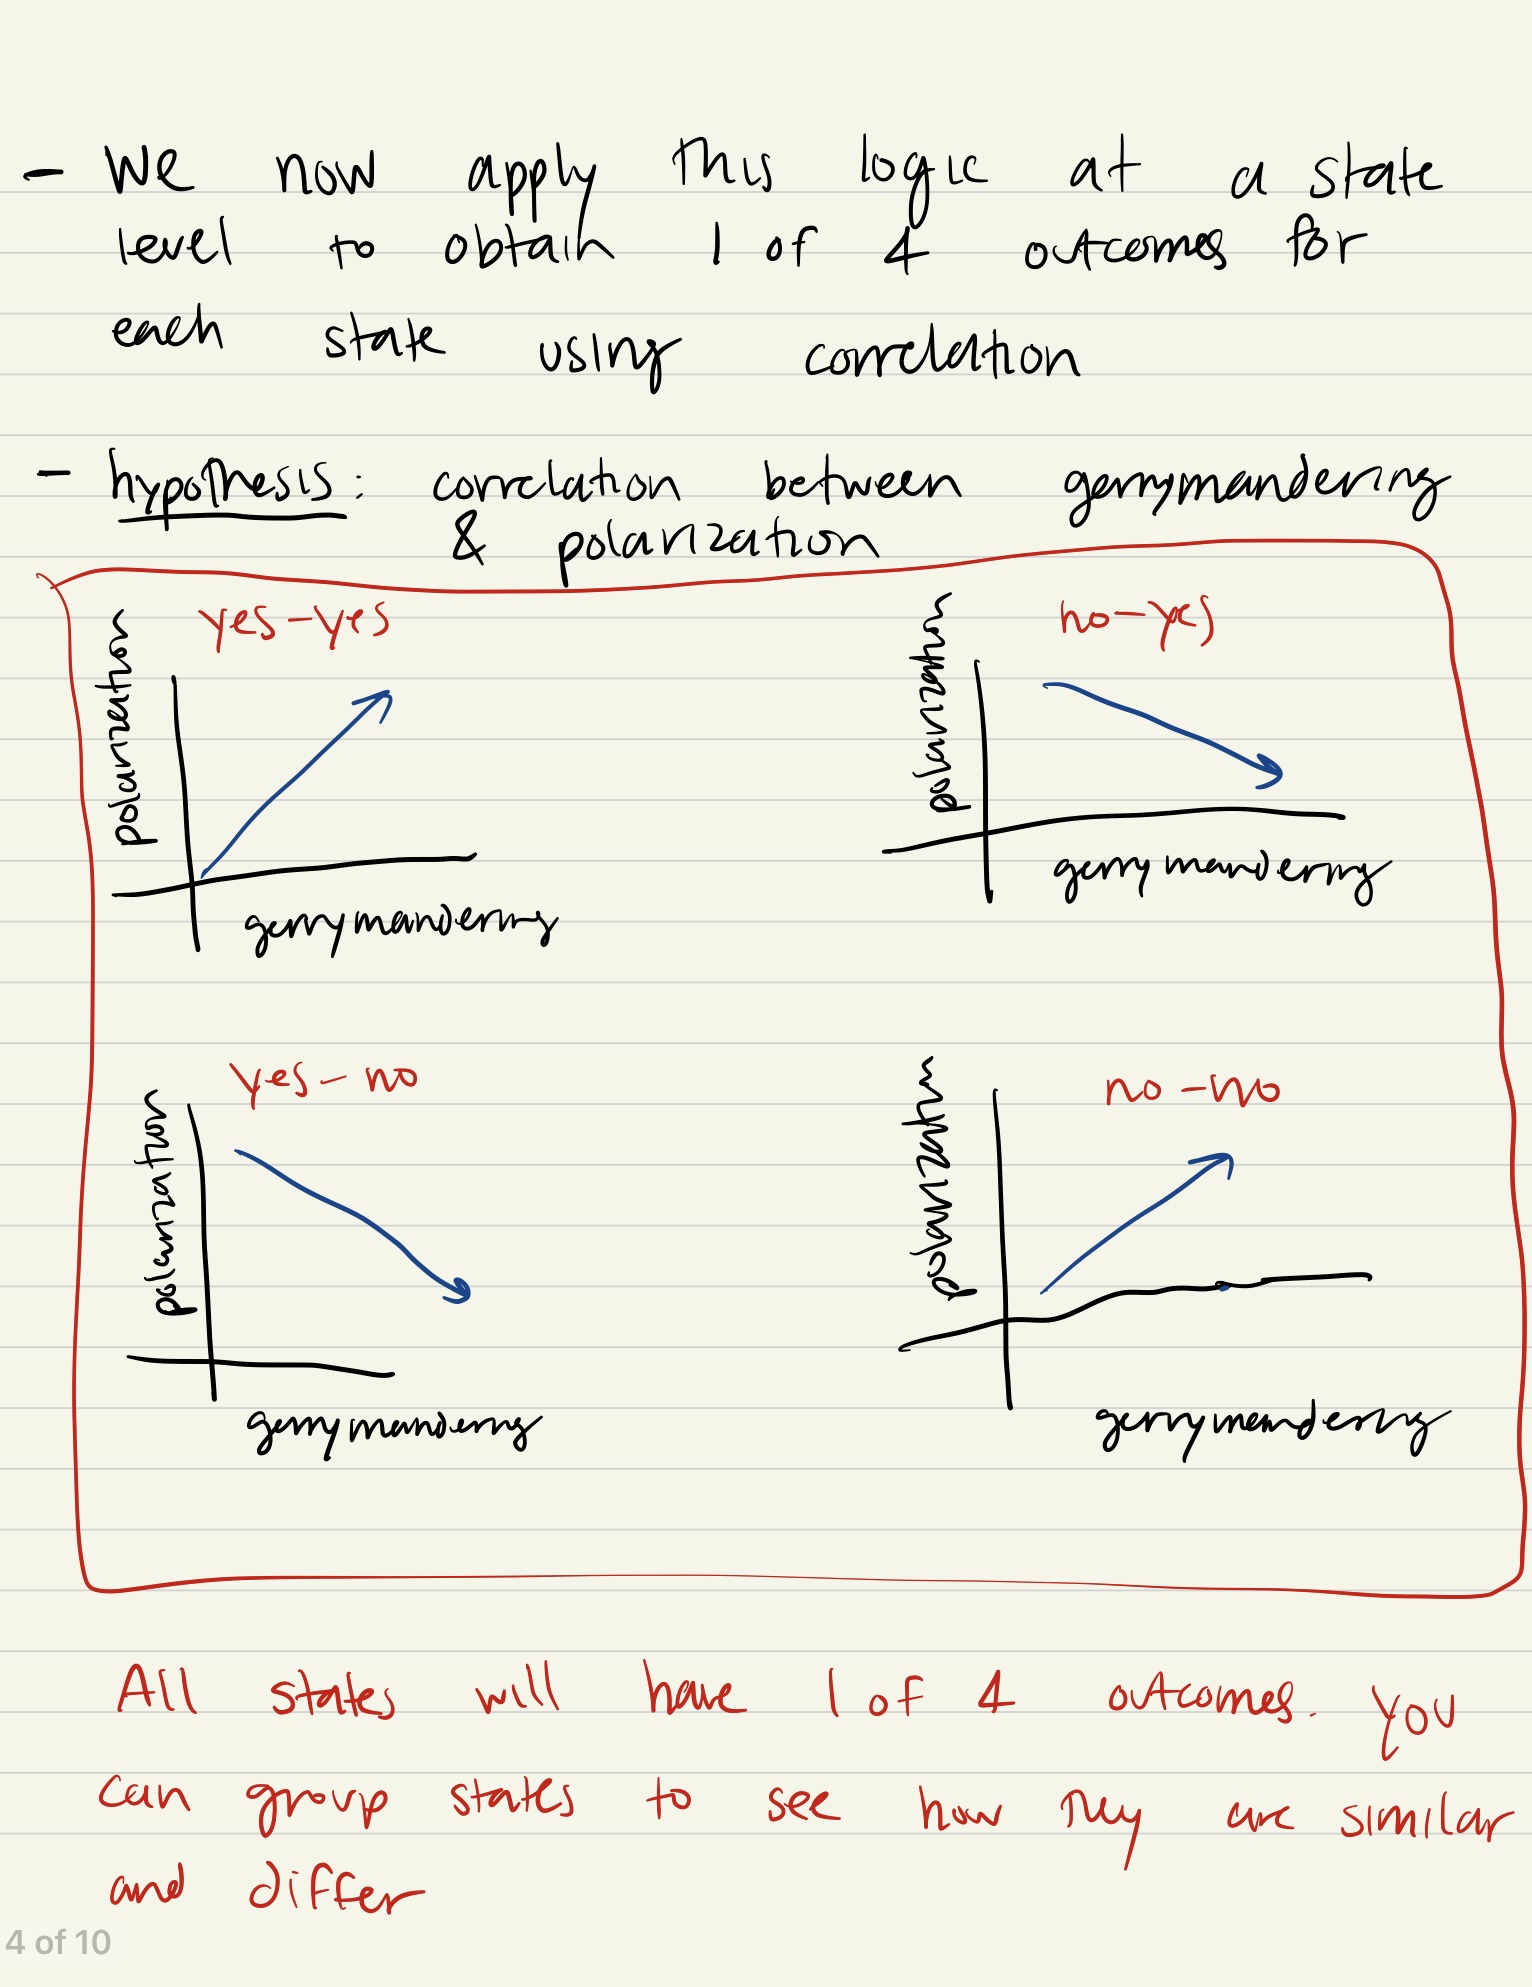 - We now apply this logic at a state
level to obtain 1 of 4 outcomes for
each state using correlation
- hypothesis: correlation between gerrymandering
& polarization
yes-yes
polarization
gerrymandering
no-yes
polarization
gerrymandering
yes-no
polarization
gerrymandering
no-no
polarization
gerrymandering
All states will have 1 of 4 outcomes. you
can group states to see how they are similar
and differ
4 of 10